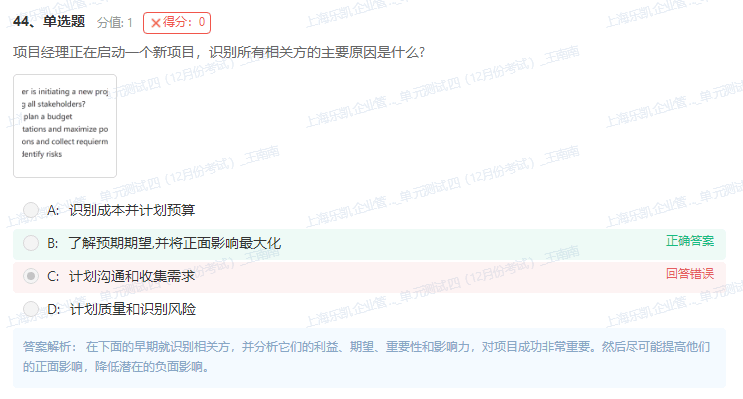 44、单选题 分值: 1 ×得分：0
项目经理正在启动一个新项目，识别所有相关方的主要原因是什么?
er is initiating a new proj
g all stakeholders?
plan a budget
tations and maximize po
ons and collect requierm
dentify risks
A: 识别成本并计划预算
B: 了解预期期望,并将正面影响最大化 正确答案
C: 计划沟通和收集需求 回答错误
D: 计划质量和识别风险
答案解析： 在下面的早期就识别相关方，并分析它们的利益、期望、重要性和影响力，对项目成功非常重要。然后尽可能提高他们
的正面影响，降低潜在的负面影响。
上海乐凯企业管..._单元测试四（12月份考试）_王南南